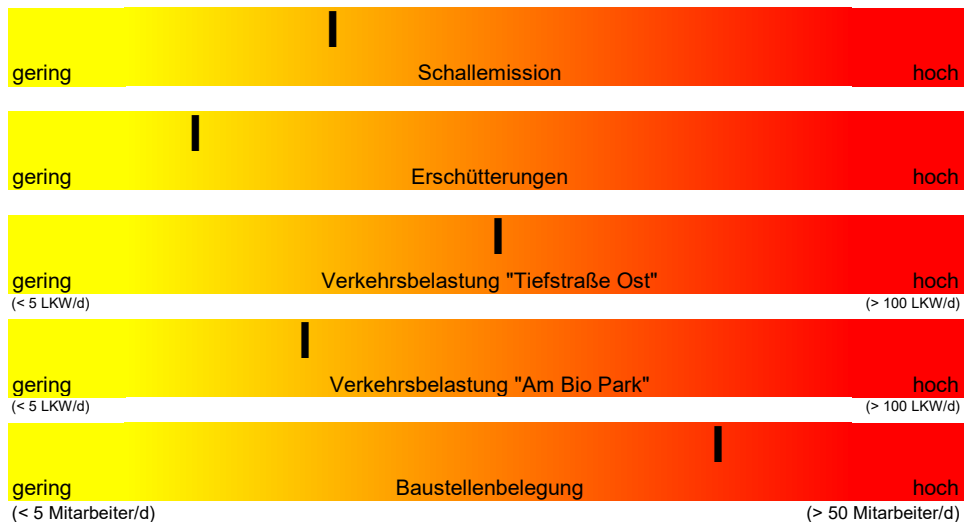 gering Schallemission hoch
gering Erschütterungen hoch
gering Verkehrsbelastung "Tiefstraße Ost" hoch
(< 5 LKW/d) (> 100 LKW/d)
gering Verkehrsbelastung "Am Bio Park" hoch
(< 5 LKW/d) (> 100 LKW/d)
gering Baustellenbelegung hoch
(< 5 Mitarbeiter/d) (> 50 Mitarbeiter/d)